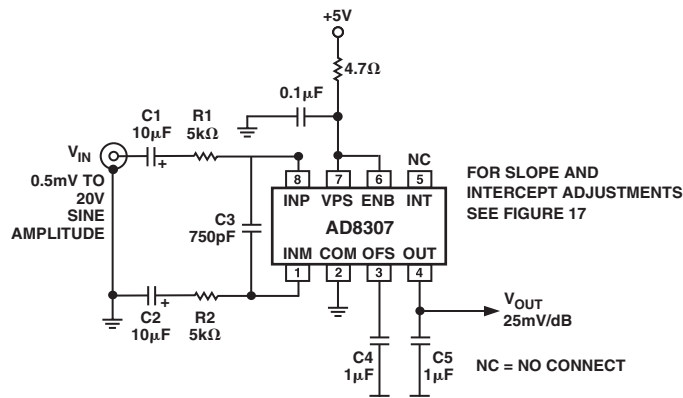 +5V
4.7Ω
0.1μF
C1
10μF
R1
5kΩ
VIN
0.5mV TO
20V
SINE
AMPLITUDE
C3
750pF
NC
8
7
6
5
INP
VPS
ENB
INT
AD8307
INM
COM
OFS
OUT
1
2
3
4
FOR SLOPE AND
INTERCEPT ADJUSTMENTS
SEE FIGURE 17
C2
10μF
R2
5kΩ
VOUT
25mV/dB
C4
1μF
C5
1μF
NC = NO CONNECT